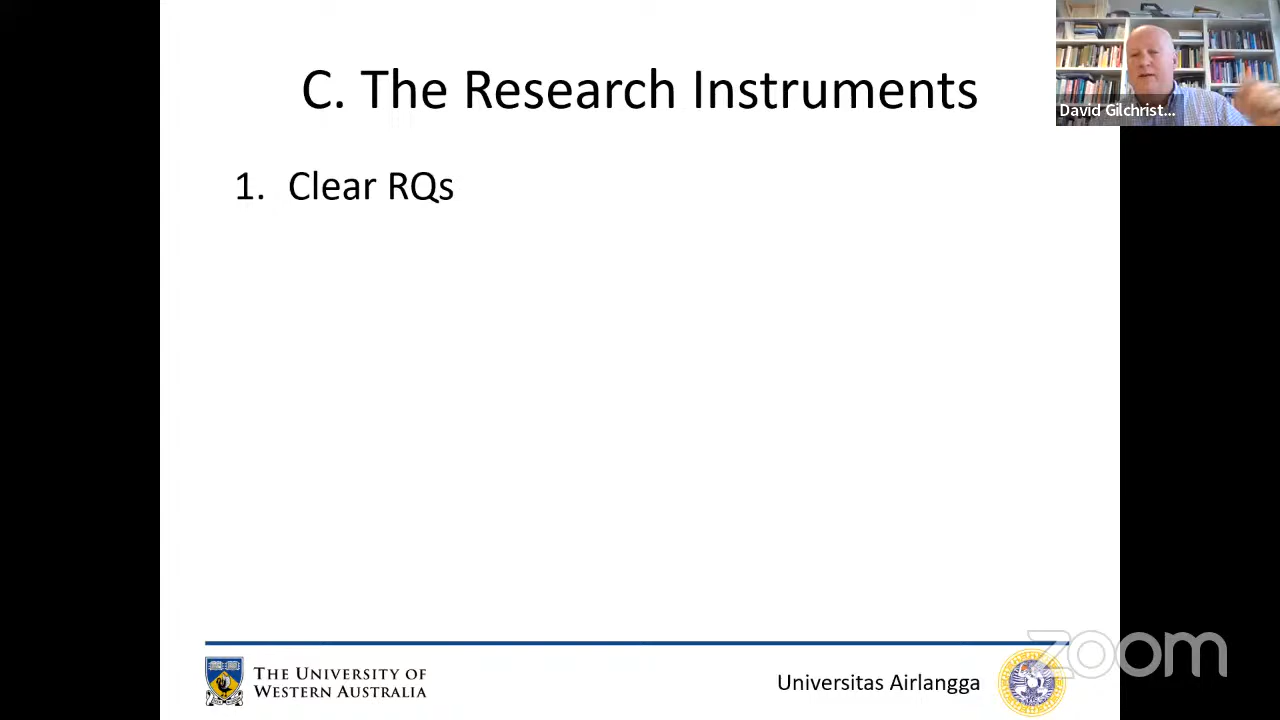 C. The Research Instruments
David Gilchrist...
1. Clear RQs
THE UNIVERSITY OF
WESTERN AUSTRALIA
Universitas Airlangga
zoom